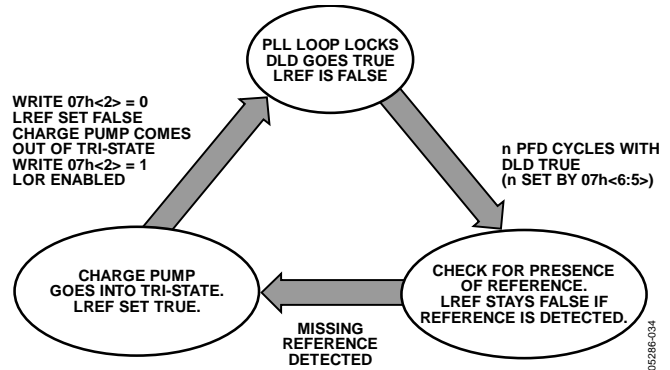 PLL LOOP LOCKS
DLD GOES TRUE
LREF IS FALSE
WRITE 07h<2> = 0
LREF SET FALSE
CHARGE PUMP COMES
OUT OF TRI-STATE
WRITE 07h<2> = 1
LOR ENABLED
n PFD CYCLES WITH
DLD TRUE
(n SET BY 07h<6:5>)
CHARGE PUMP
GOES INTO TRI-STATE.
LREF SET TRUE.
CHECK FOR PRESENCE
OF REFERENCE.
LREF STAYS FALSE IF
REFERENCE IS DETECTED.
MISSING
REFERENCE
DETECTED
05286-034